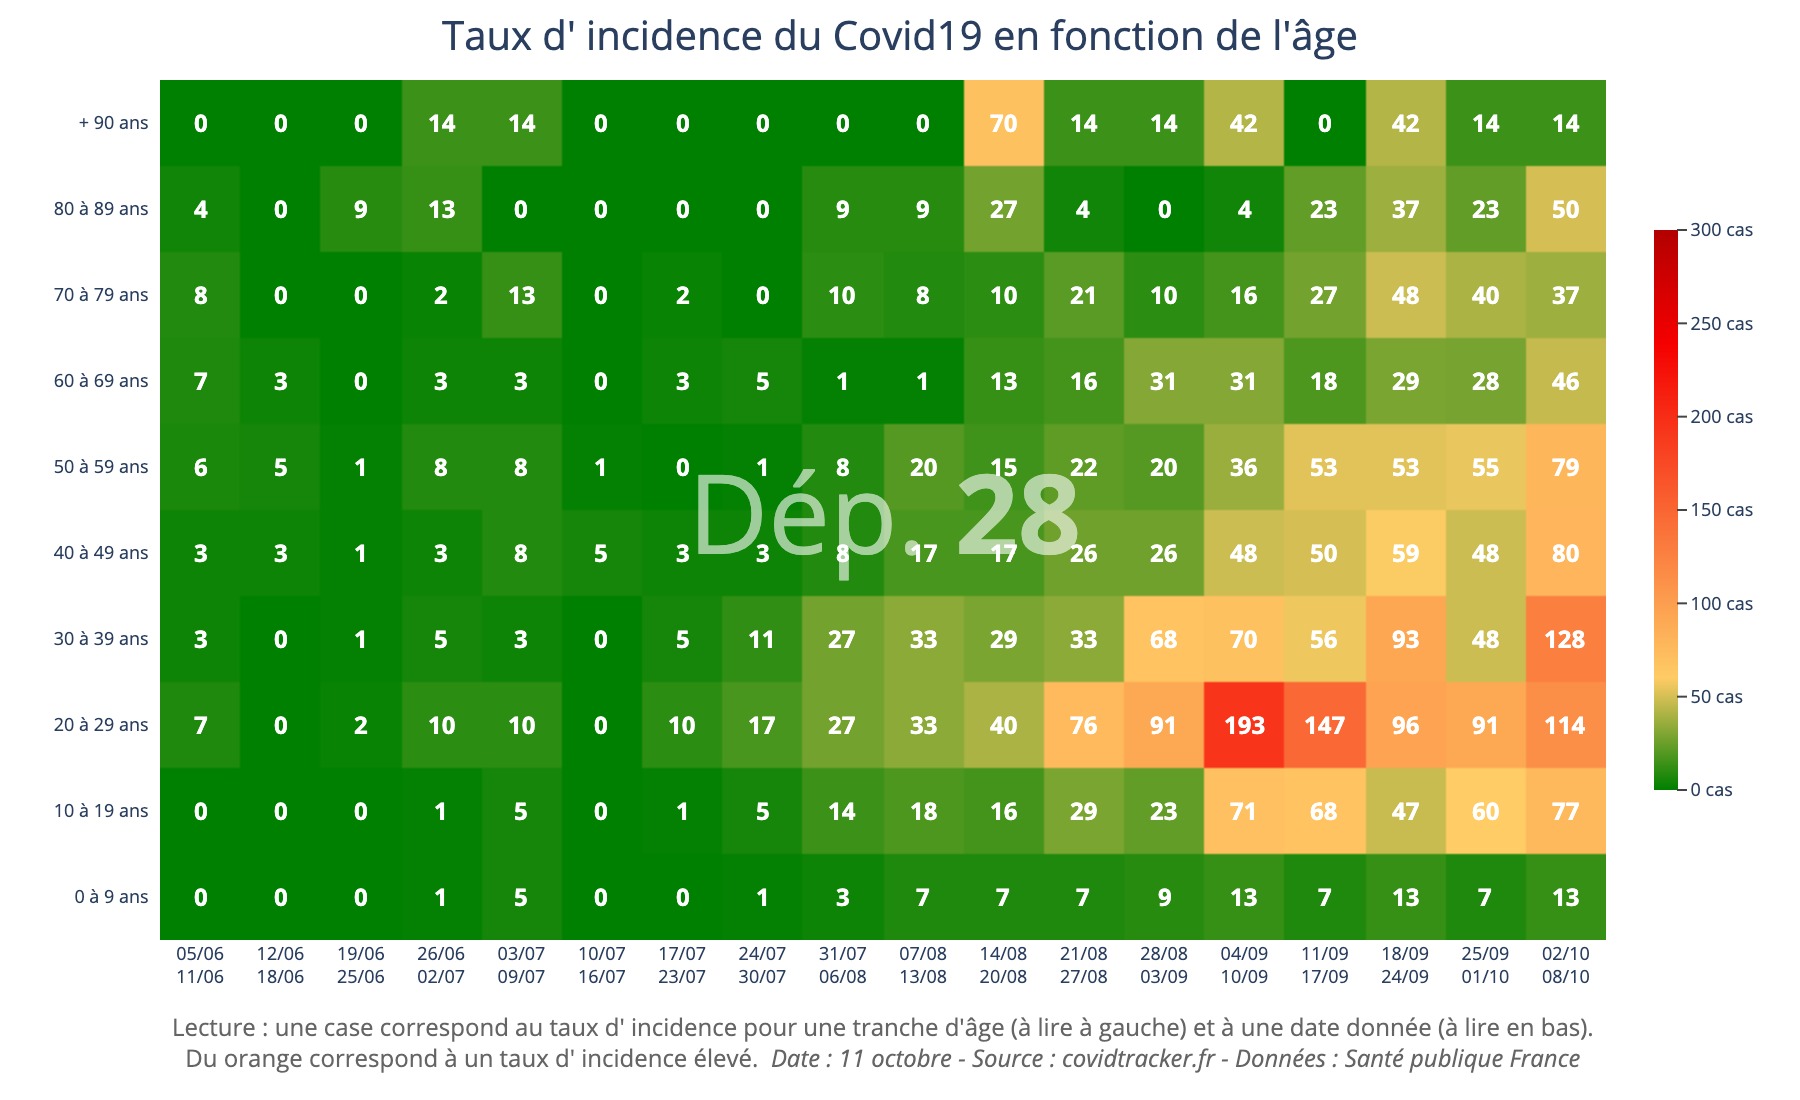 Taux d' incidence du Covid19 en fonction de l'âge
+ 90 ans 0 0 0 14 14 0 0 0 0 0 70 14 14 42 0 42 14 14
80 à 89 ans 4 0 9 13 0 0 0 0 9 9 27 4 0 4 23 37 23 50
70 à 79 ans 8 0 0 2 13 0 2 0 10 8 10 21 10 16 27 48 40 37
60 à 69 ans 7 3 0 3 3 0 3 5 1 1 13 16 31 31 18 29 28 46
50 à 59 ans 6 5 1 8 8 1 0 1 8 20 15 22 20 36 53 53 55 79
Dép. 28
40 à 49 ans 3 3 1 3 8 5 3 3 8 17 17 26 26 48 50 59 48 80
30 à 39 ans 3 0 1 5 3 0 5 11 27 33 29 33 68 70 56 93 48 128
20 à 29 ans 7 0 2 10 10 0 10 17 27 33 40 76 91 193 147 96 91 114
10 à 19 ans 0 0 0 1 5 0 1 5 14 18 16 29 23 71 68 47 60 77
0 à 9 ans 0 0 0 1 5 0 0 1 3 7 7 7 9 13 7 13 7 13
05/06 12/06 19/06 26/06 03/07 10/07 17/07 24/07 31/07 07/08 14/08 21/08 28/08 04/09 11/09 18/09 25/09 02/10
11/06 18/06 25/06 02/07 09/07 16/07 23/07 30/07 06/08 13/08 20/08 27/08 03/09 10/09 17/09 24/09 01/10 08/10
300 cas
250 cas
200 cas
150 cas
100 cas
50 cas
0 cas
Lecture : une case correspond au taux d' incidence pour une tranche d'âge (à lire à gauche) et à une date donnée (à lire en bas).
Du orange correspond à un taux d' incidence élevé. Date : 11 octobre - Source : covidtracker.fr - Données : Santé publique France